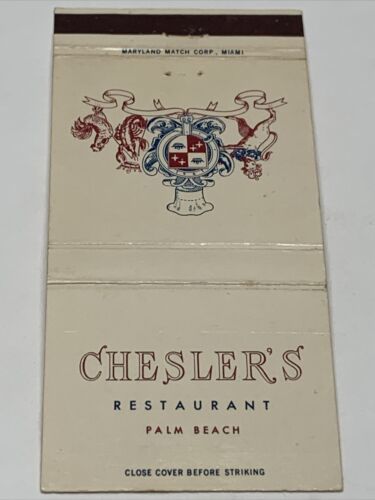 MARYLAND MATCH CORP., MIAMI
CHESLER'S
RESTAURANT
PALM BEACH
CLOSE COVER BEFORE STRIKING